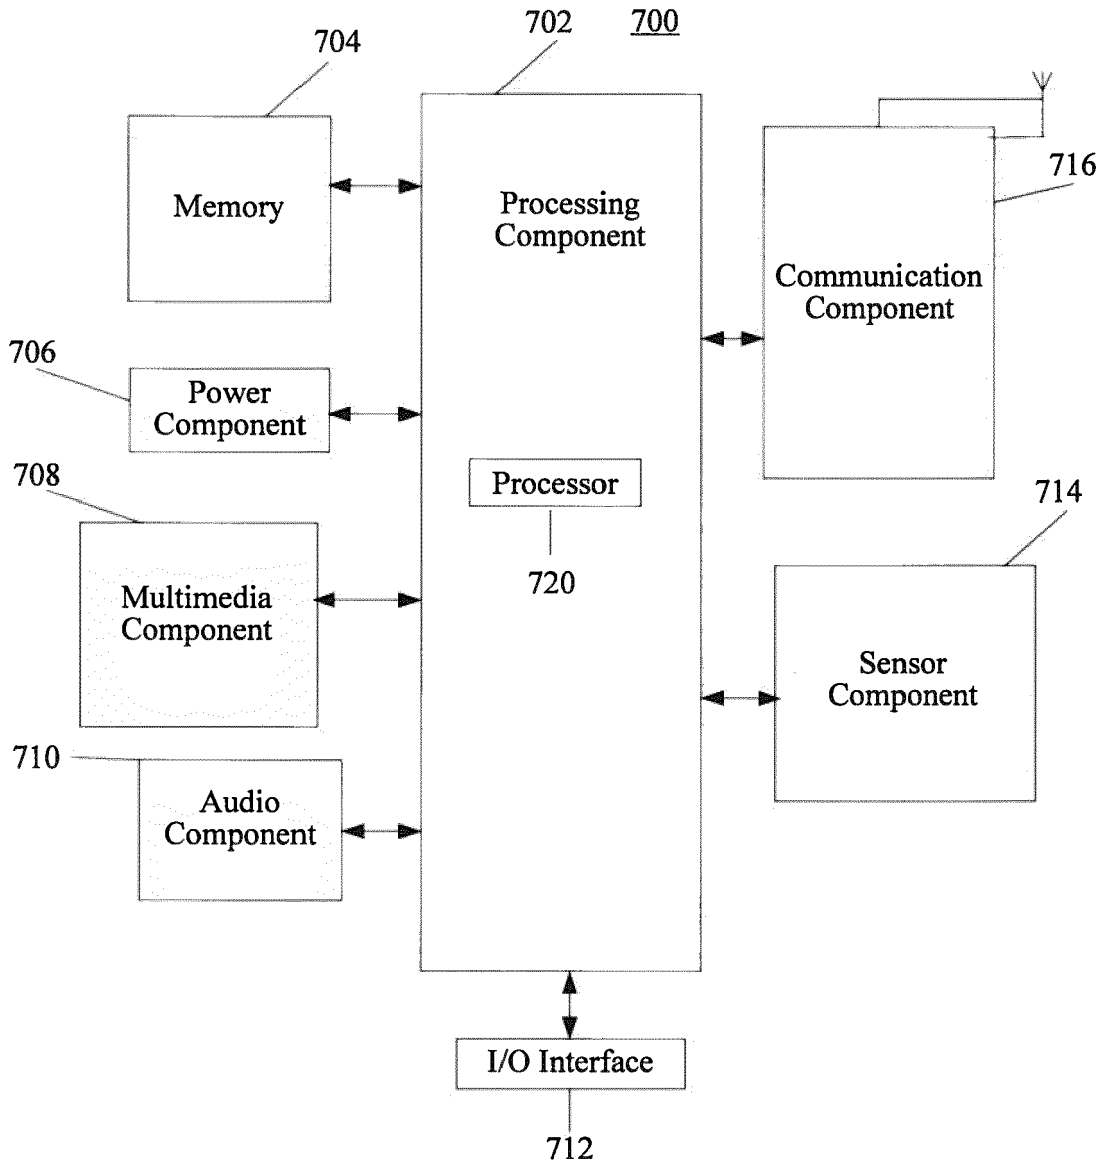 702
700
704
Memory
Processing
Component
716
Communication
Component
706
Power
Component
708
Processor
714
720
Multimedia
Component
Sensor
Component
710
Audio
Component
I/O Interface
712